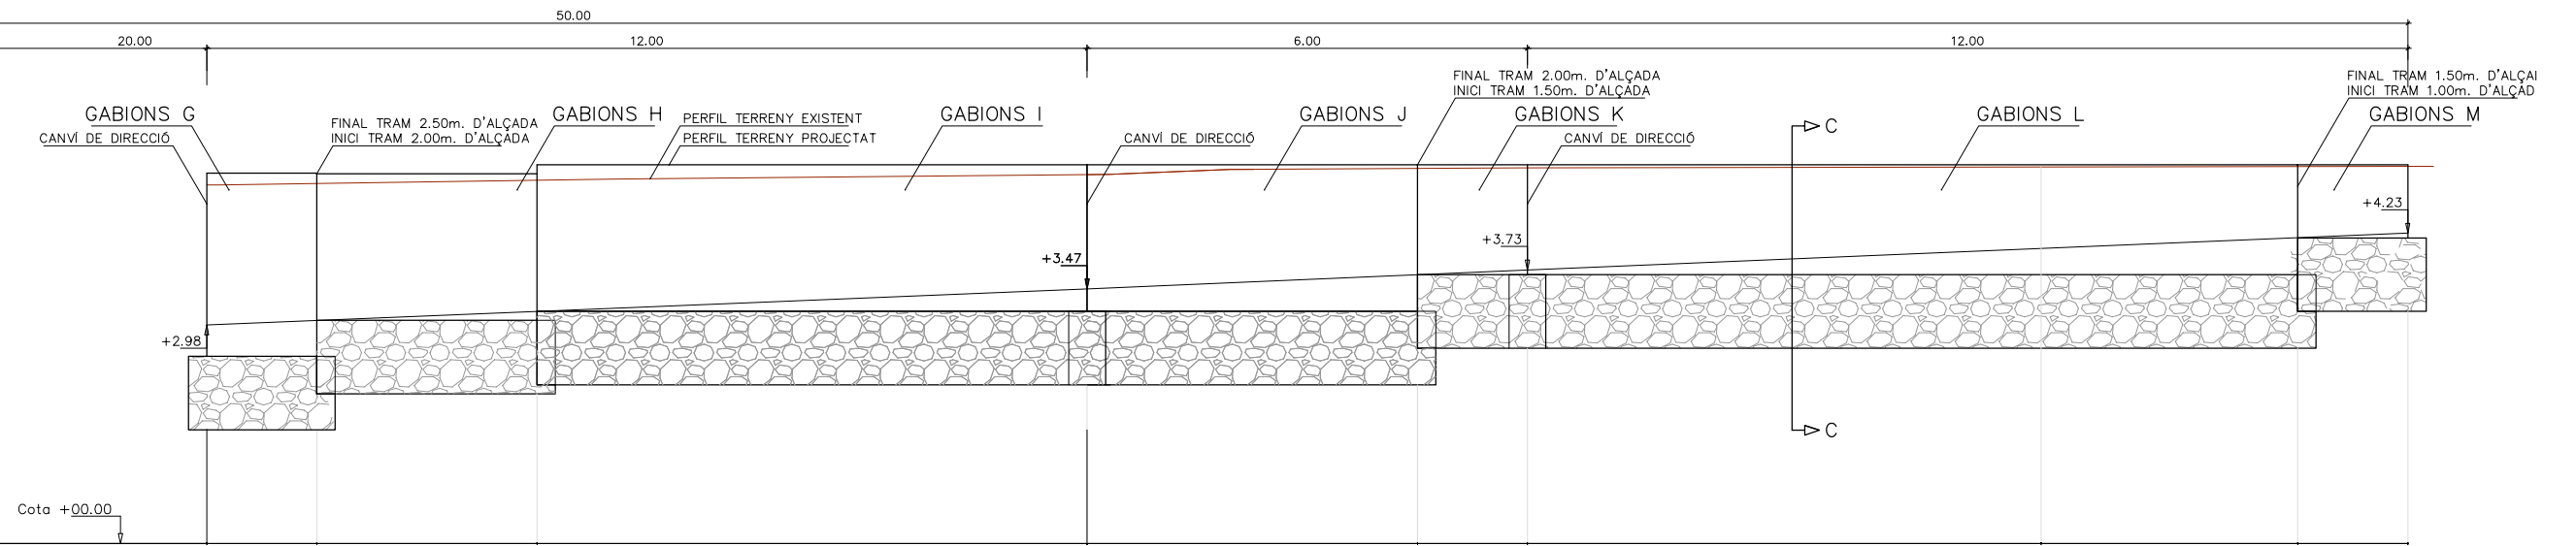 50.00
20.00
12.00
6.00
12.00
FINAL TRAM 2.00m. D'ALÇADA
INICI TRAM 1.50m. D'ALÇADA
FINAL TRAM 1.50m. D'ALÇAI
INICI TRAM 1.00m. D'ALÇAD
GABIONS G
CANVÍ DE DIRECCIÓ
FINAL TRAM 2.50m. D'ALÇADA
INICI TRAM 2.00m. D'ALÇADA
GABIONS H
PERFIL TERRENY EXISTENT
PERFIL TERRENY PROJECTAT
GABIONS I
CANVÍ DE DIRECCIÓ
GABIONS J
GABIONS K
CANVÍ DE DIRECCIÓ
C
GABIONS L
GABIONS M
+4.23
+3.73
+3.47
+2.98
C
Cota +00.00